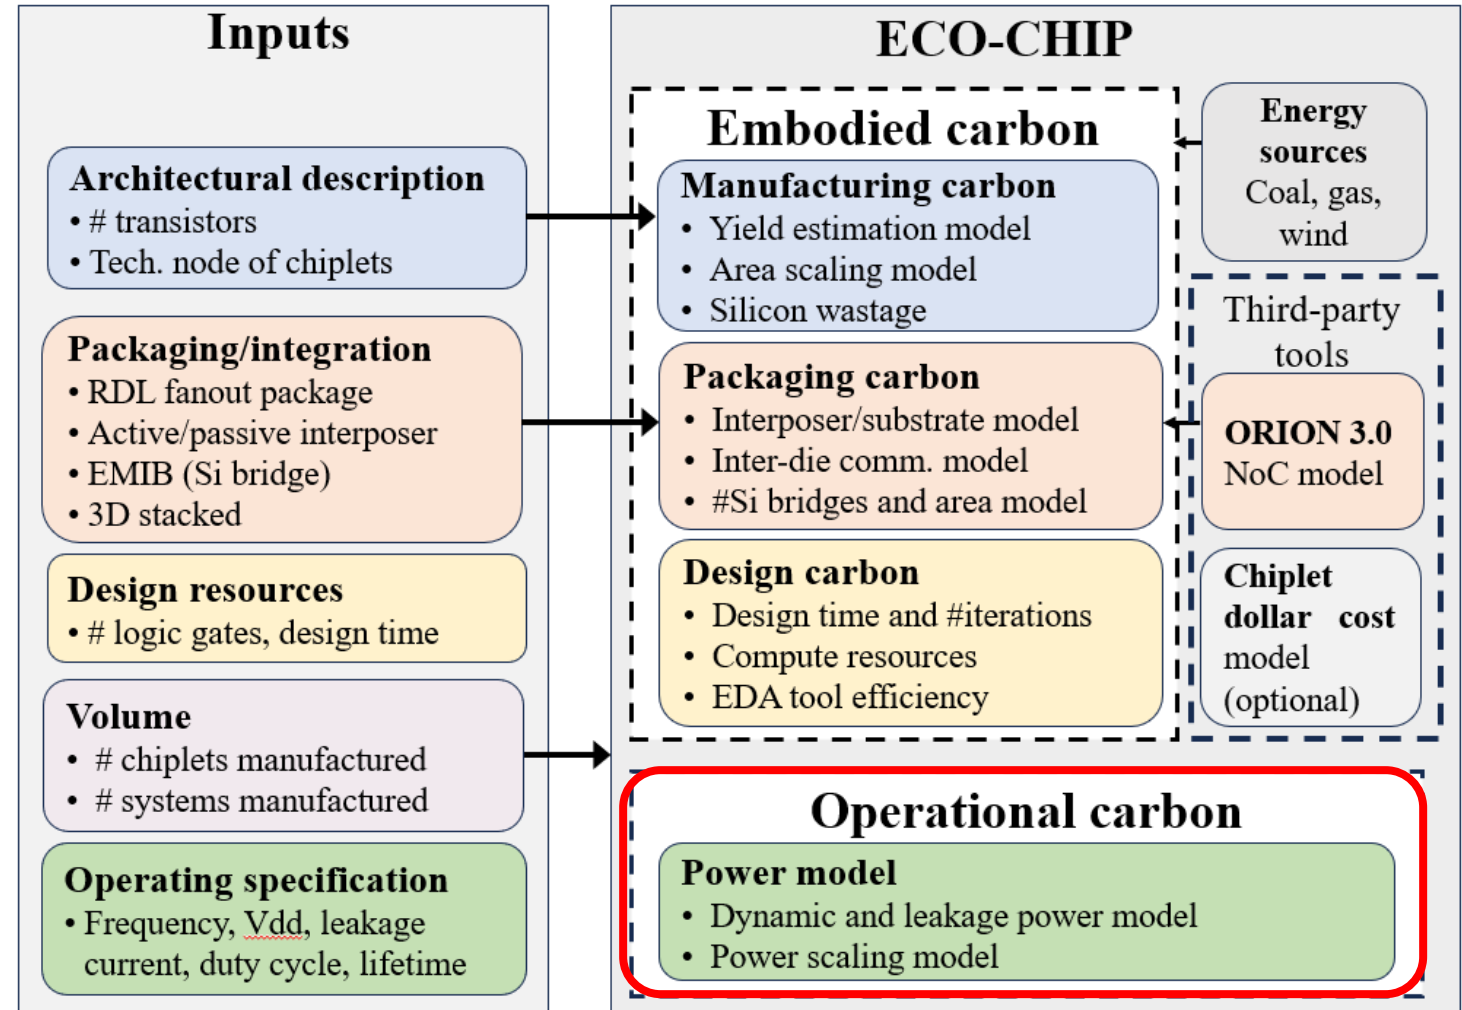 Inputs
Architectural description
• # transistors
• Tech. node of chiplets
Packaging/integration
• RDL fanout package
• Active/passive interposer
• EMIB (Si bridge)
• 3D stacked
Design resources
• # logic gates, design time
Volume
• # chiplets manufactured
• # systems manufactured
Operating specification
• Frequency, Vdd, leakage
current, duty cycle, lifetime
ECO-CHIP
Embodied carbon
Manufacturing carbon
• Yield estimation model
• Area scaling model
• Silicon wastage
Packaging carbon
• Interposer/substrate model
• Inter-die comm. model
• #Si bridges and area model
Design carbon
• Design time and #iterations
• Compute resources
• EDA tool efficiency
Energy
sources
Coal, gas,
wind
Third-party
tools
ORION 3.0
NoC model
Chiplet
dollar cost
model
(optional)
Operational carbon
Power model
• Dynamic and leakage power model
• Power scaling model